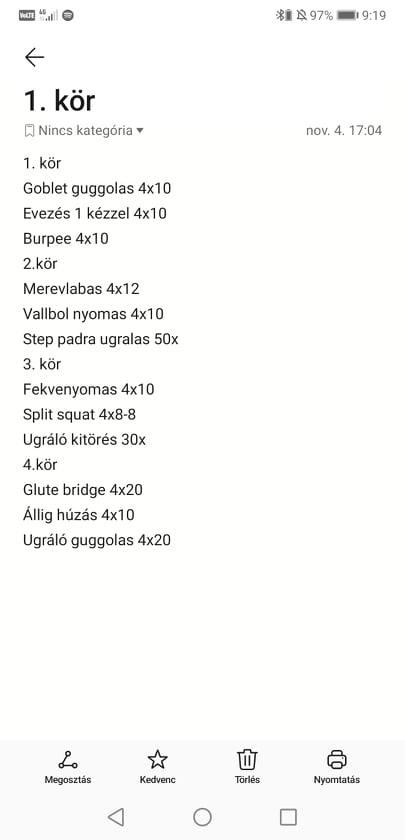 VoLTE 4G 97% 9:19
1. kör
Nincs kategória nov. 4. 17:04
1. kör
Goblet guggolas 4x10
Evezés 1 kézzel 4x10
Burpee 4x10
2.kör
Merevlabas 4x12
Vallbol nyomas 4x10
Step padra ugralas 50x
3. kör
Fekvenyomas 4x10
Split squat 4x8-8
Ugráló kitörés 30x
4.kör
Glute bridge 4x20
Állig húzás 4x10
Ugráló guggolas 4x20
Megosztás Kedvenc Törlés Nyomtatás